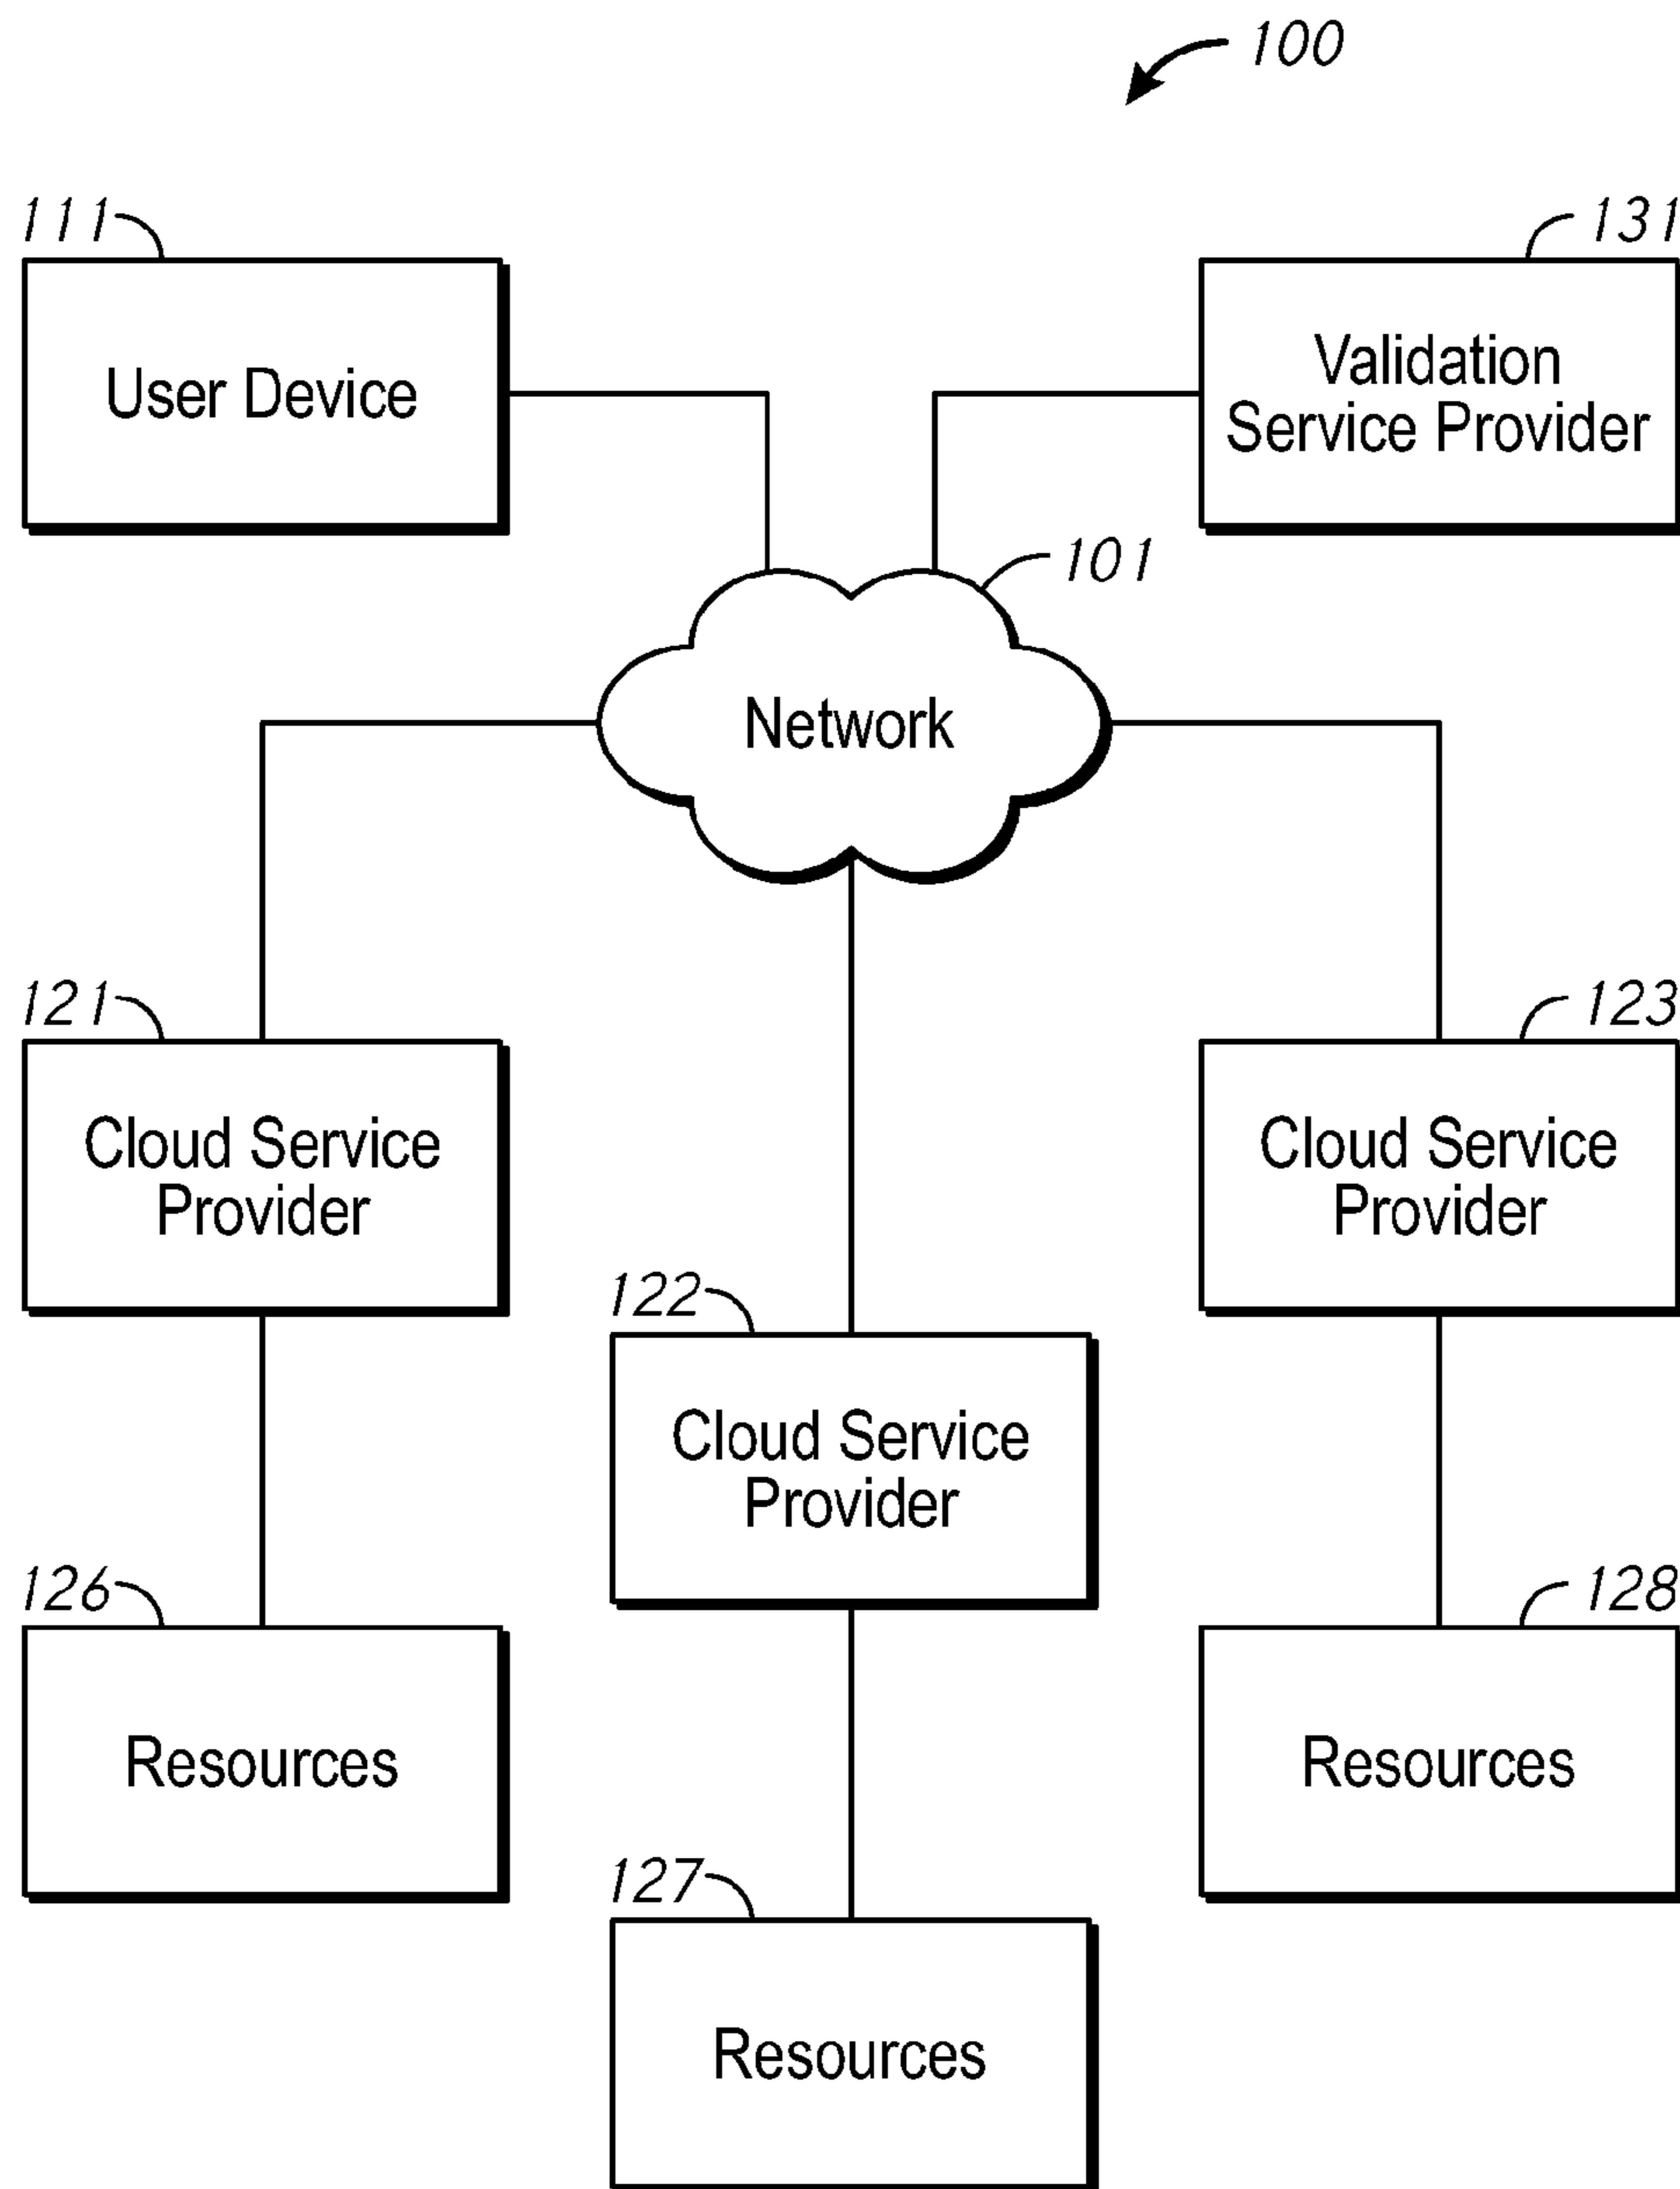 100
111
131
User Device
Validation
Service Provider
101
Network
121
123
Cloud Service
Provider
Cloud Service
Provider
122
Cloud Service
Provider
126
128
Resources
Resources
127
Resources